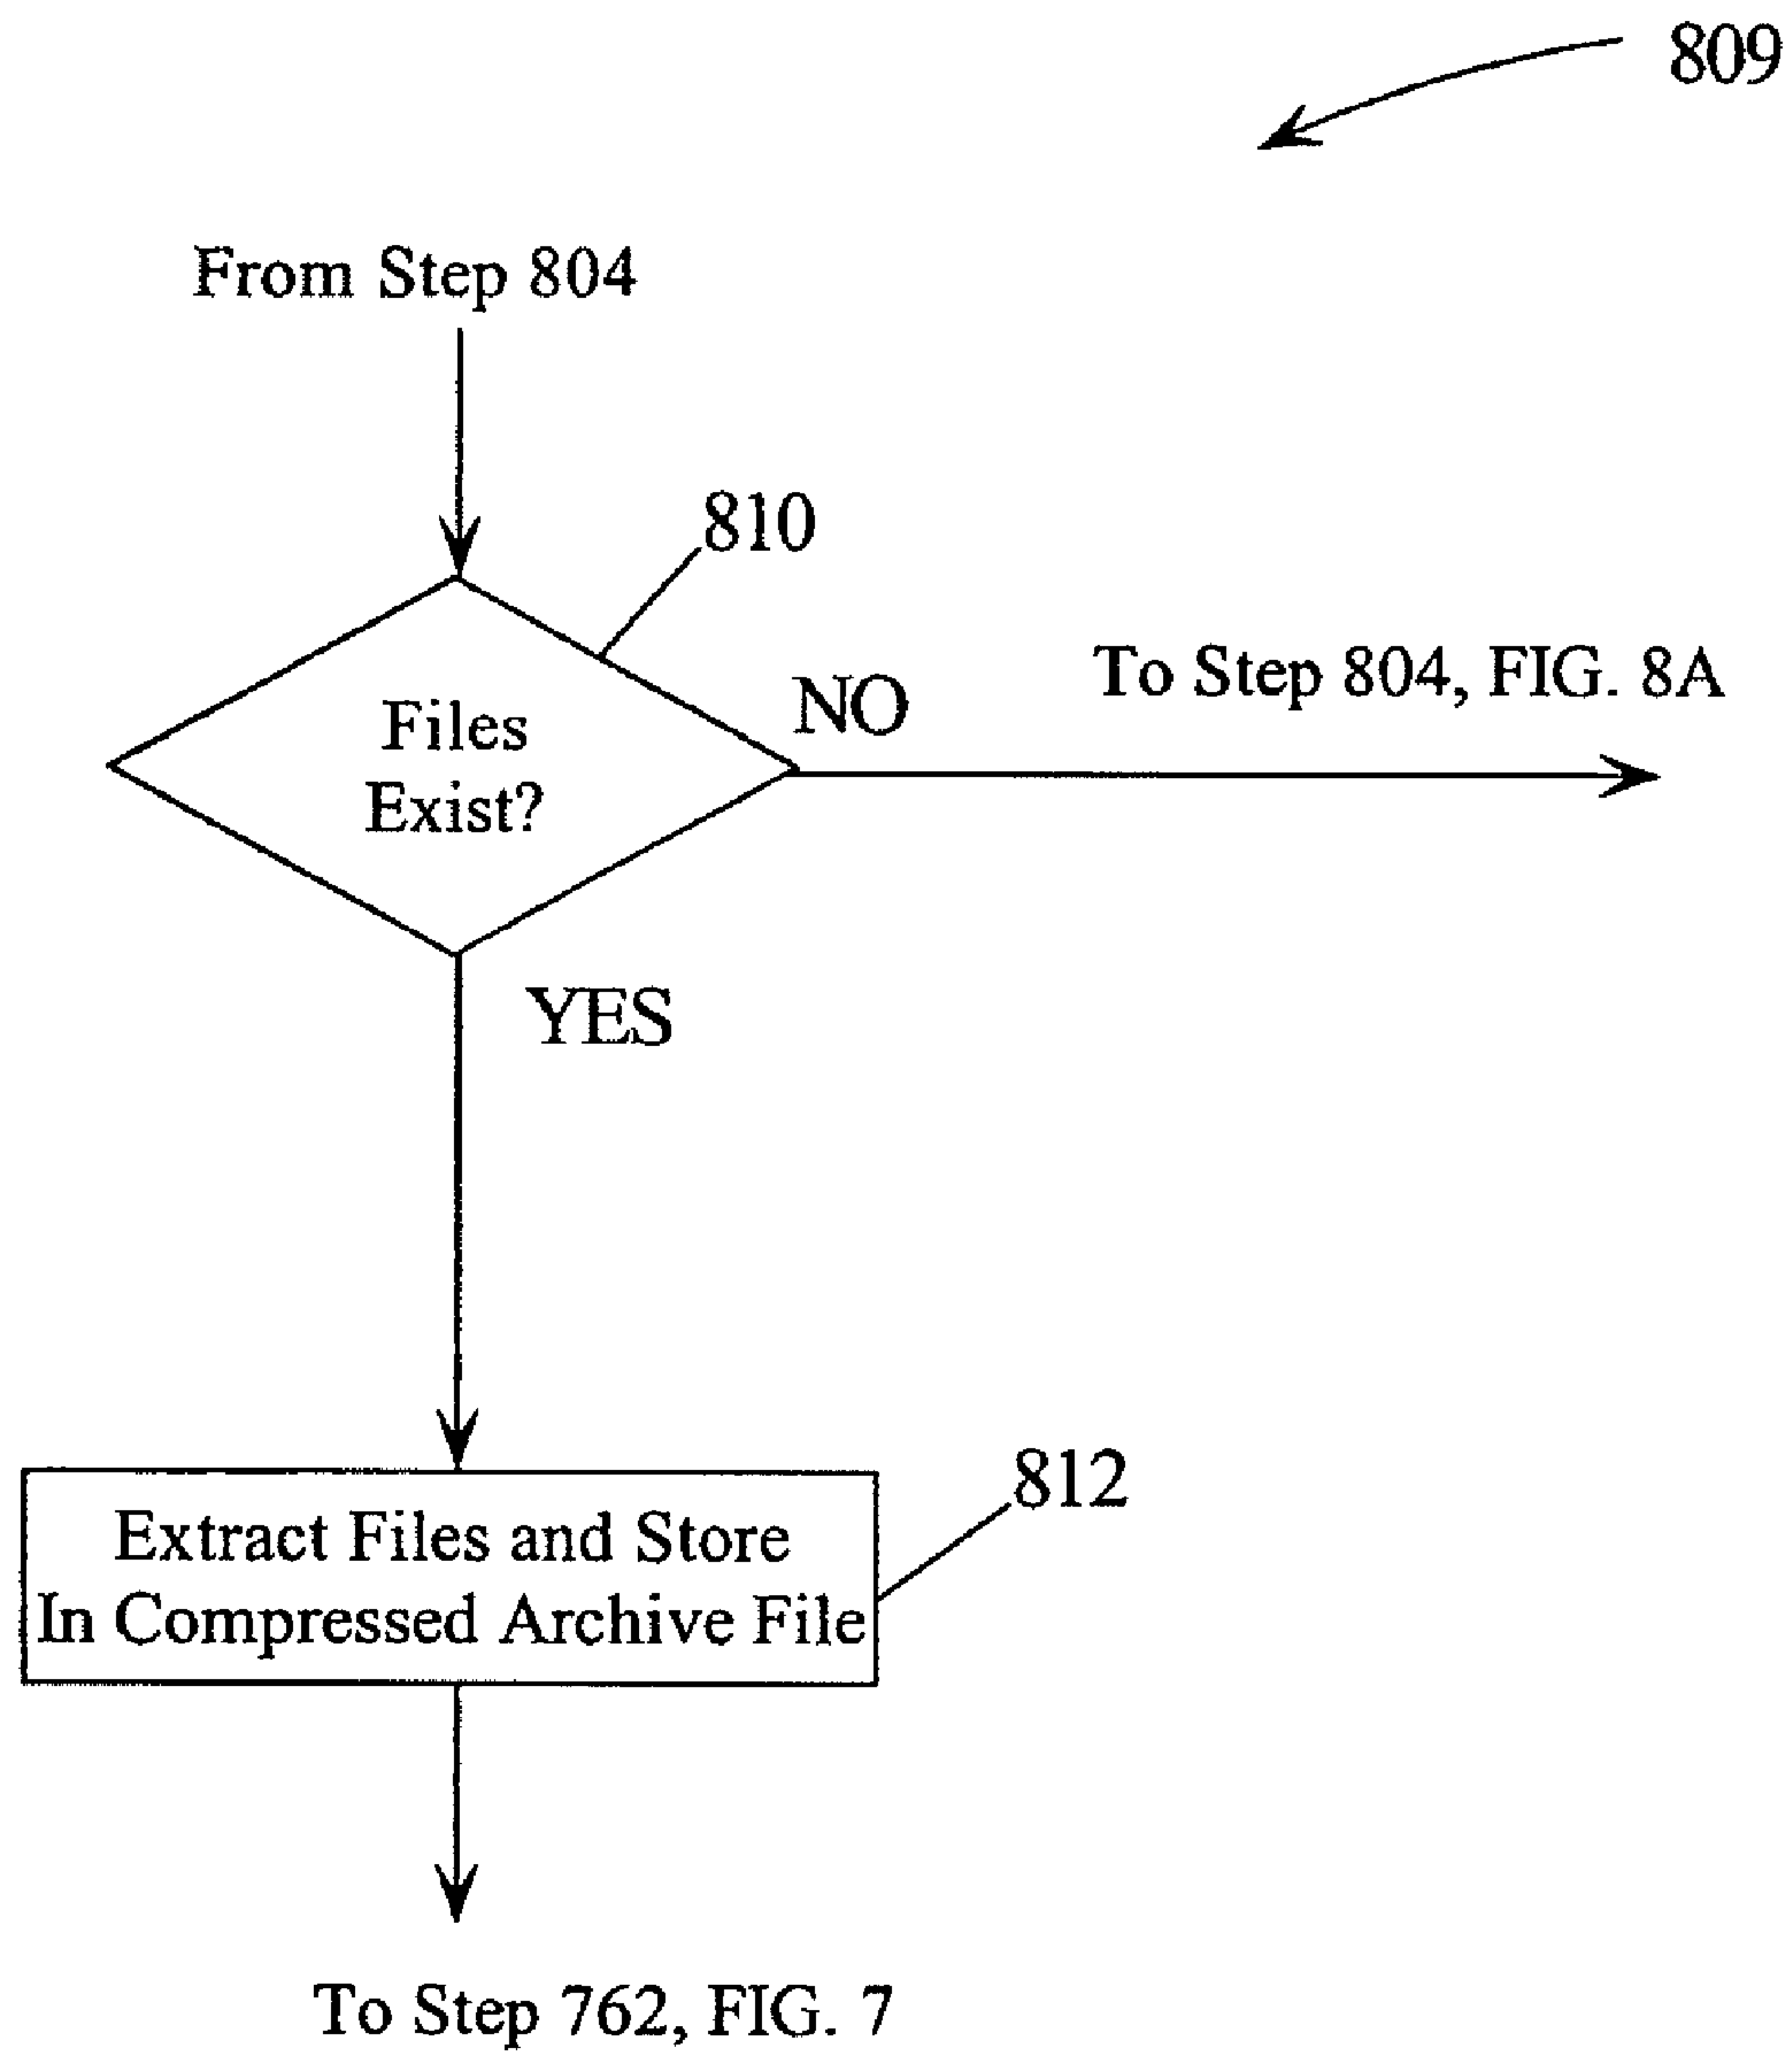 809
From Step 804
810
To Step 804, FIG. 8A
NO
Files
Exist?
YES
812
Extract Files and Store
In Compressed Archive File
To Step 762, FIG. 7